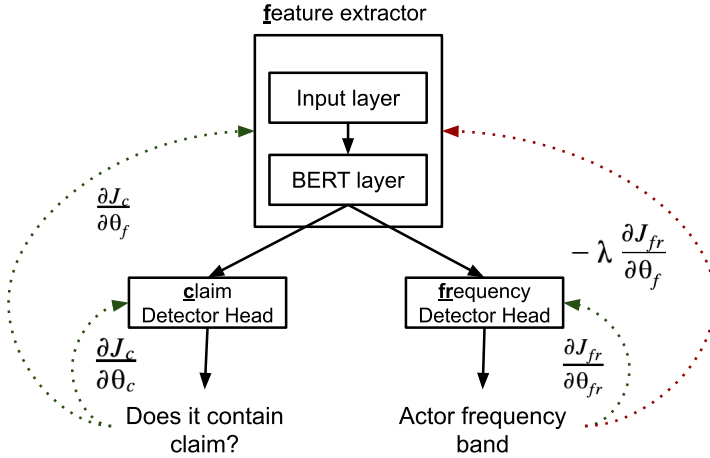 feature extractor
Input layer
BERT layer
∂J_c
∂θ_f
− λ ∂J_fr
∂θ_f
claim
Detector Head
frequency
Detector Head
∂J_c
∂θ_c
∂J_fr
∂θ_fr
Does it contain
claim?
Actor frequency
band